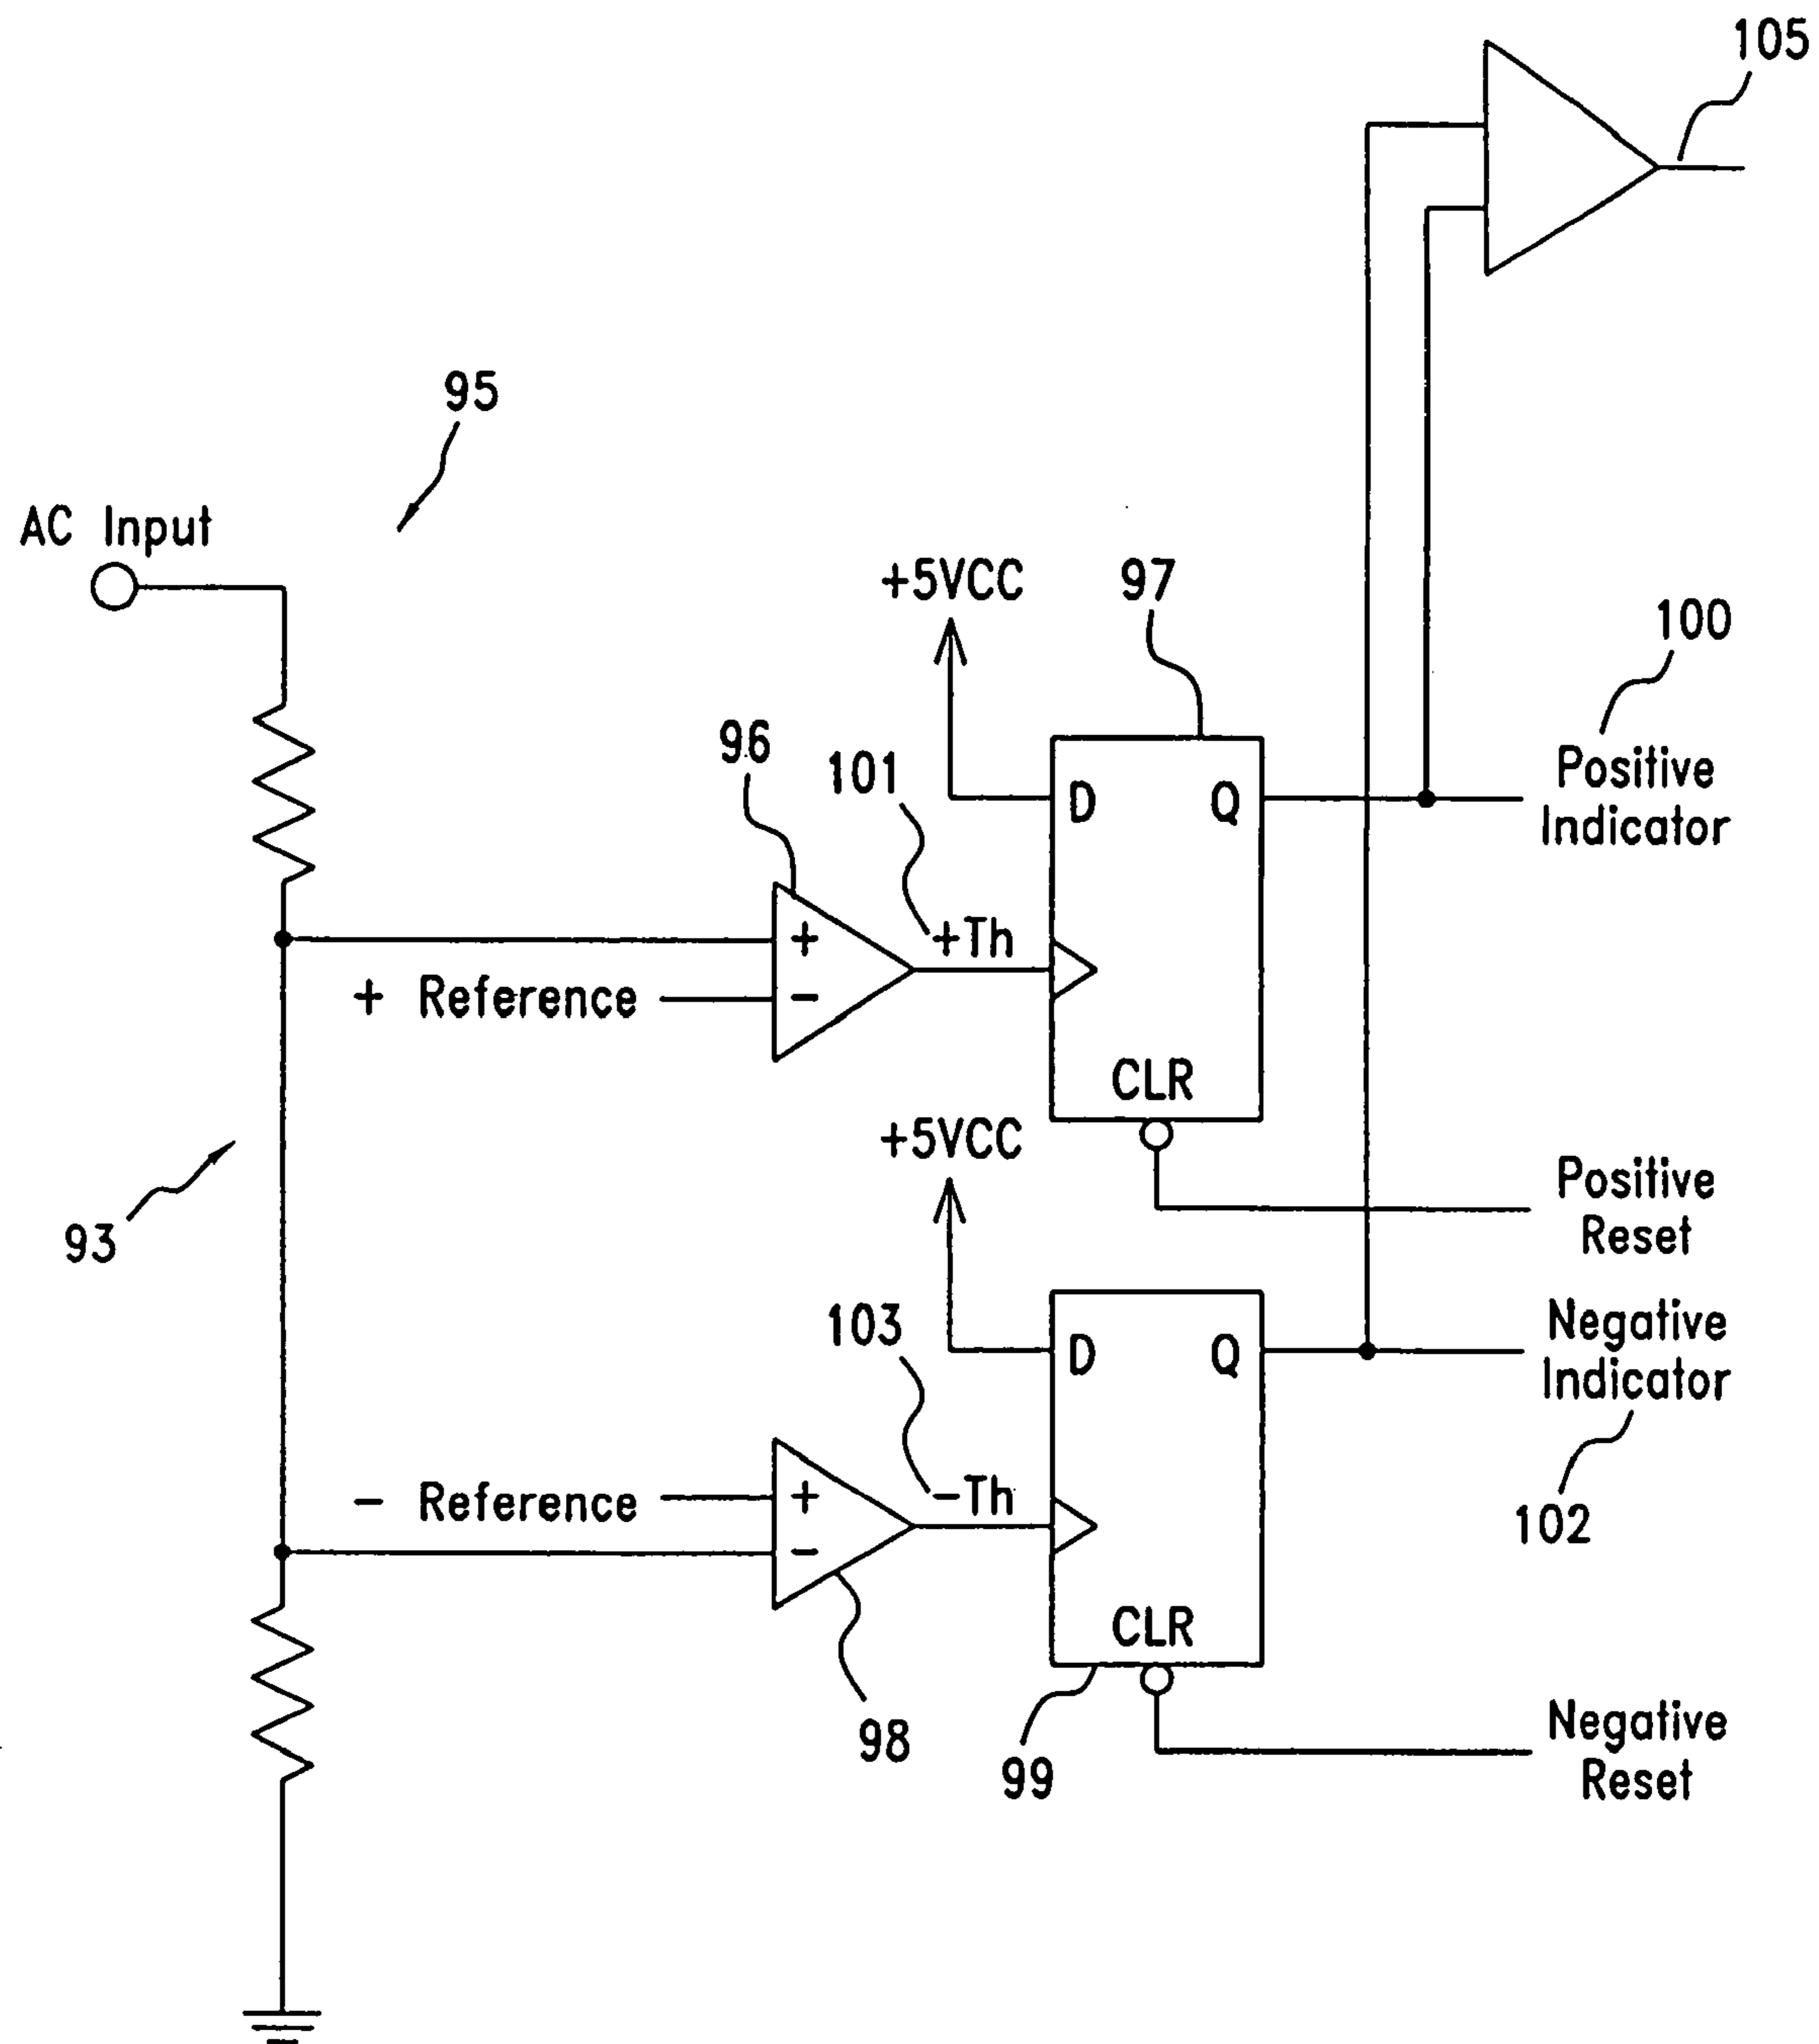 105
95
AC Input
+5VCC
97
100
D
Q
Positive
Indicator
96
101
+
+Th
+ Reference
−
CLR
+5VCC
Positive
Reset
93
D
Q
Negative
Indicator
103
102
− Reference
+
−Th
−
CLR
98
99
Negative
Reset